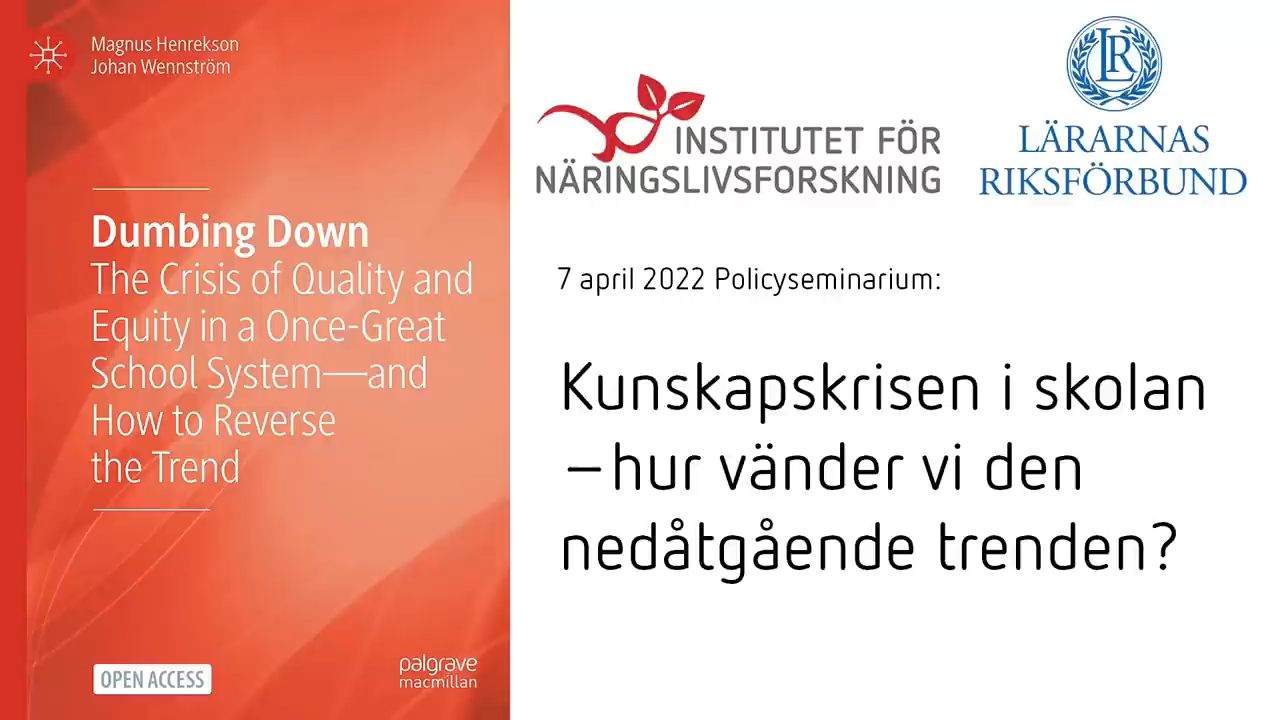 Magnus Henrekson
Johan Wennström
Dumbing Down
The Crisis of Quality and
Equity in a Once-Great
School System—and
How to Reverse
the Trend
OPEN ACCESS
palgrave
macmillan
INSTITUTET FÖR
NÄRINGSLIVSFORSKNING
LR
LÄRARNAS
RIKSFÖRBUND
7 april 2022 Policyseminarium:
Kunskapskrisen i skolan
– hur vänder vi den
nedåtgående trenden?